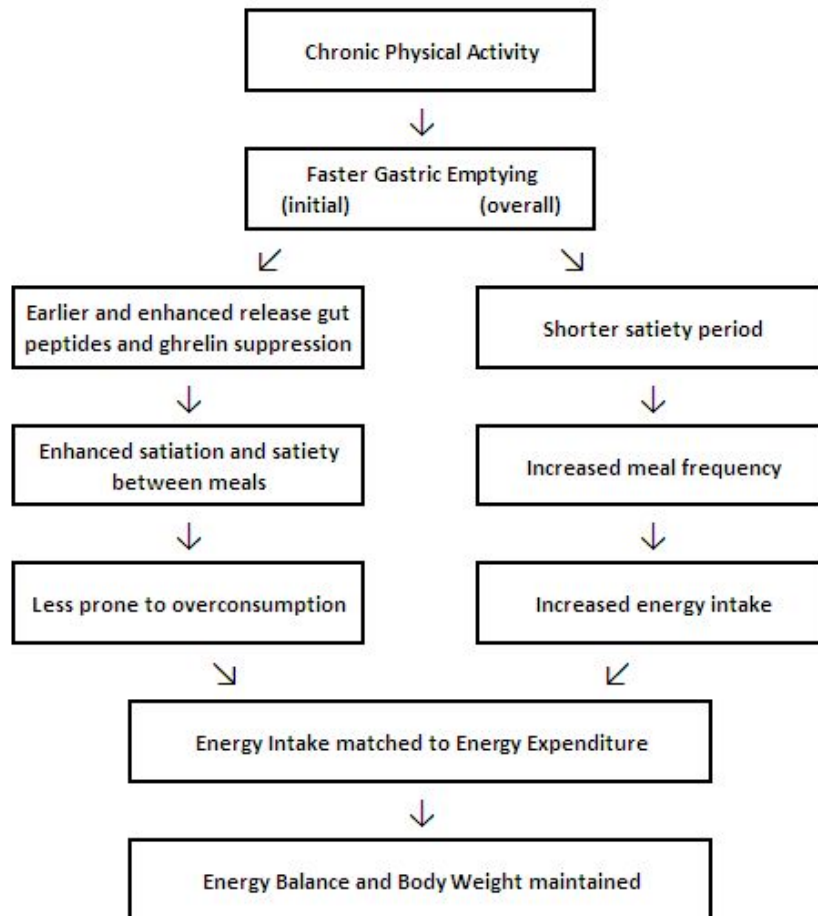 Chronic Physical Activity
Faster Gastric Emptying
(initial) (overall)
Earlier and enhanced release gut
peptides and ghrelin suppression
Enhanced satiation and satiety
between meals
Less prone to overconsumption
Shorter satiety period
Increased meal frequency
Increased energy intake
Energy Intake matched to Energy Expenditure
Energy Balance and Body Weight maintained